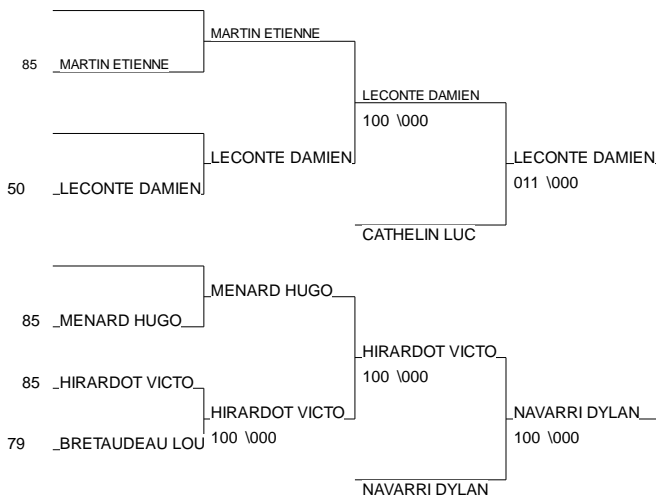 MARTIN ETIENNE
85 MARTIN ETIENNE
LECONTE DAMIEN
100 \000
LECONTE DAMIEN
LECONTE DAMIEN
011 \000
50 LECONTE DAMIEN
CATHELIN LUC
MENARD HUGO
85 MENARD HUGO
HIRARDOT VICTO
100 \000
85 HIRARDOT VICTO
HIRARDOT VICTO
100 \000
NAVARRI DYLAN
100 \000
79 BRETAUDEAU LOU
NAVARRI DYLAN